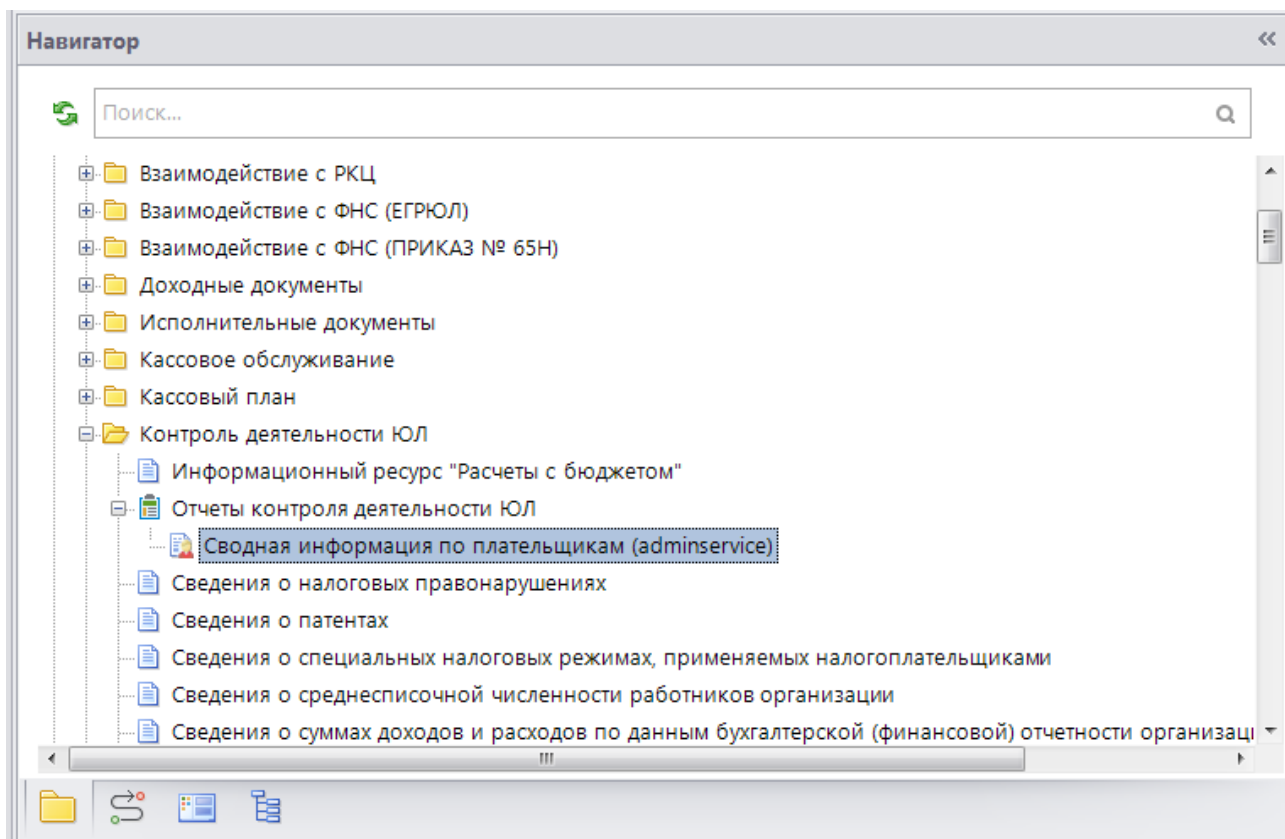 Навигатор
Поиск...
Взаимодействие с РКЦ
Взаимодействие с ФНС (ЕГРЮЛ)
Взаимодействие с ФНС (ПРИКАЗ № 65Н)
Доходные документы
Исполнительные документы
Кассовое обслуживание
Кассовый план
Контроль деятельности ЮЛ
Информационный ресурс "Расчеты с бюджетом"
Отчеты контроля деятельности ЮЛ
Сводная информация по плательщикам (adminservice)
Сведения о налоговых правонарушениях
Сведения о патентах
Сведения о специальных налоговых режимах, применяемых налогоплательщиками
Сведения о среднесписочной численности работников организации
Сведения о суммах доходов и расходов по данным бухгалтерской (финансовой) отчетности организац